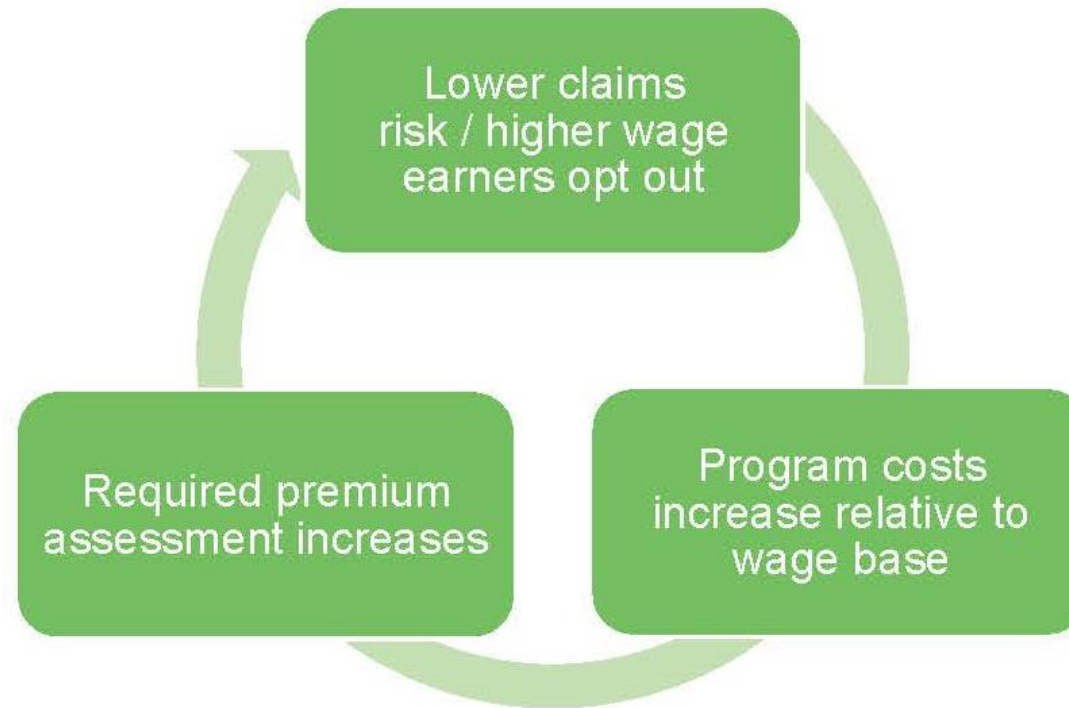 Lower claims
risk / higher wage
earners opt out
Program costs
increase relative to
wage base
Required premium
assessment increases